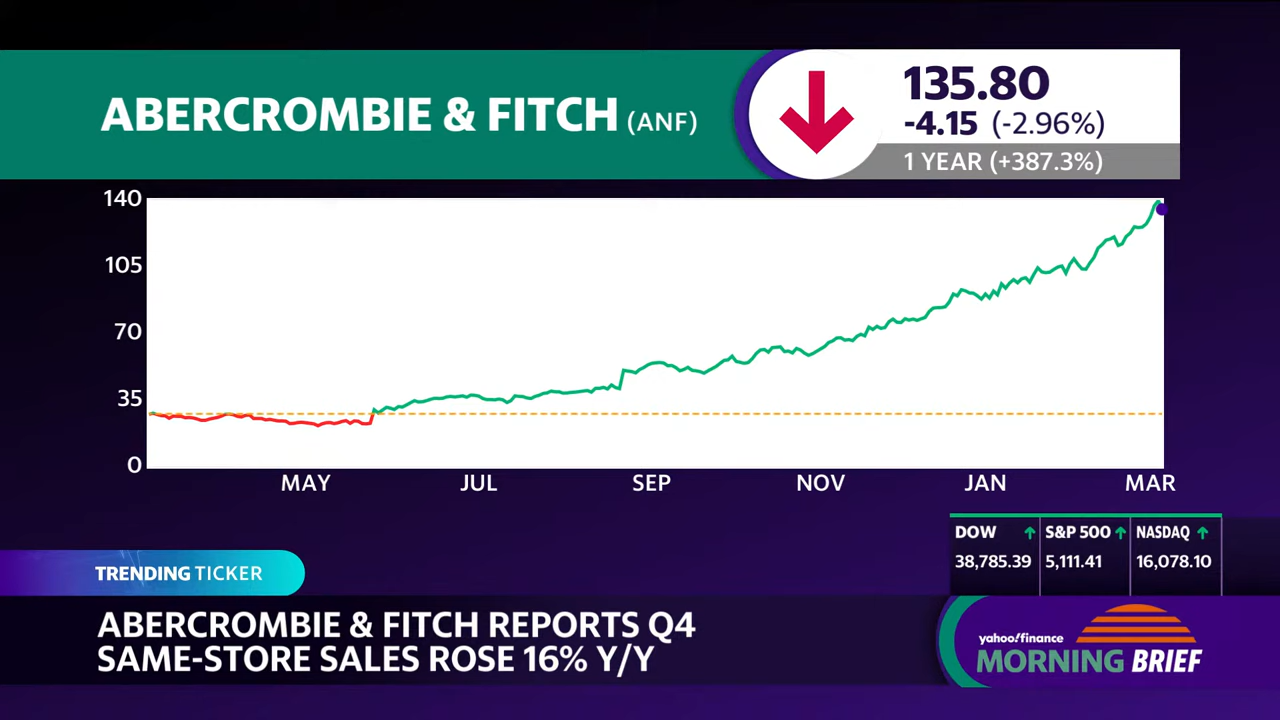 ABERCROMBIE & FITCH (ANF)
135.80
-4.15 (-2.96%)
1 YEAR (+387.3%)
140
105
70
35
0
MAY JUL SEP NOV JAN MAR
DOW S&P 500 NASDAQ
38,785.39 5,111.41 16,078.10
TRENDING TICKER
ABERCROMBIE & FITCH REPORTS Q4
SAME-STORE SALES ROSE 16% Y/Y
yahoo!finance
MORNING BRIEF